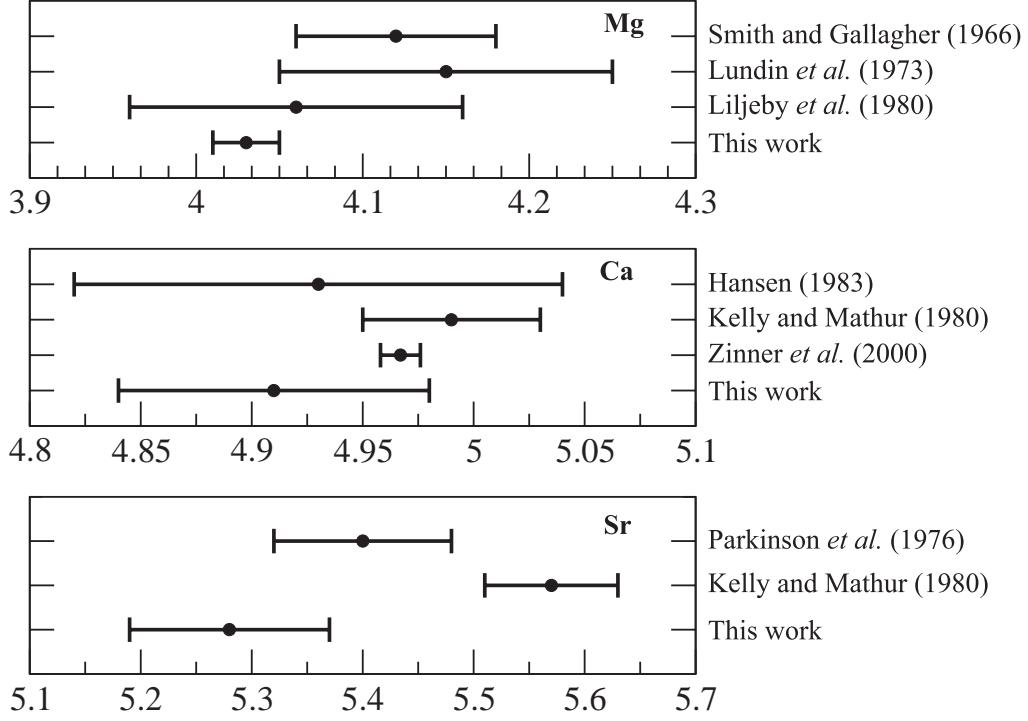 Mg
Smith and Gallagher (1966)
Lundin et al. (1973)
Liljeby et al. (1980)
This work
3.9 4 4.1 4.2 4.3
Ca
Hansen (1983)
Kelly and Mathur (1980)
Zinner et al. (2000)
This work
4.8 4.85 4.9 4.95 5 5.05 5.1
Sr
Parkinson et al. (1976)
Kelly and Mathur (1980)
This work
5.1 5.2 5.3 5.4 5.5 5.6 5.7